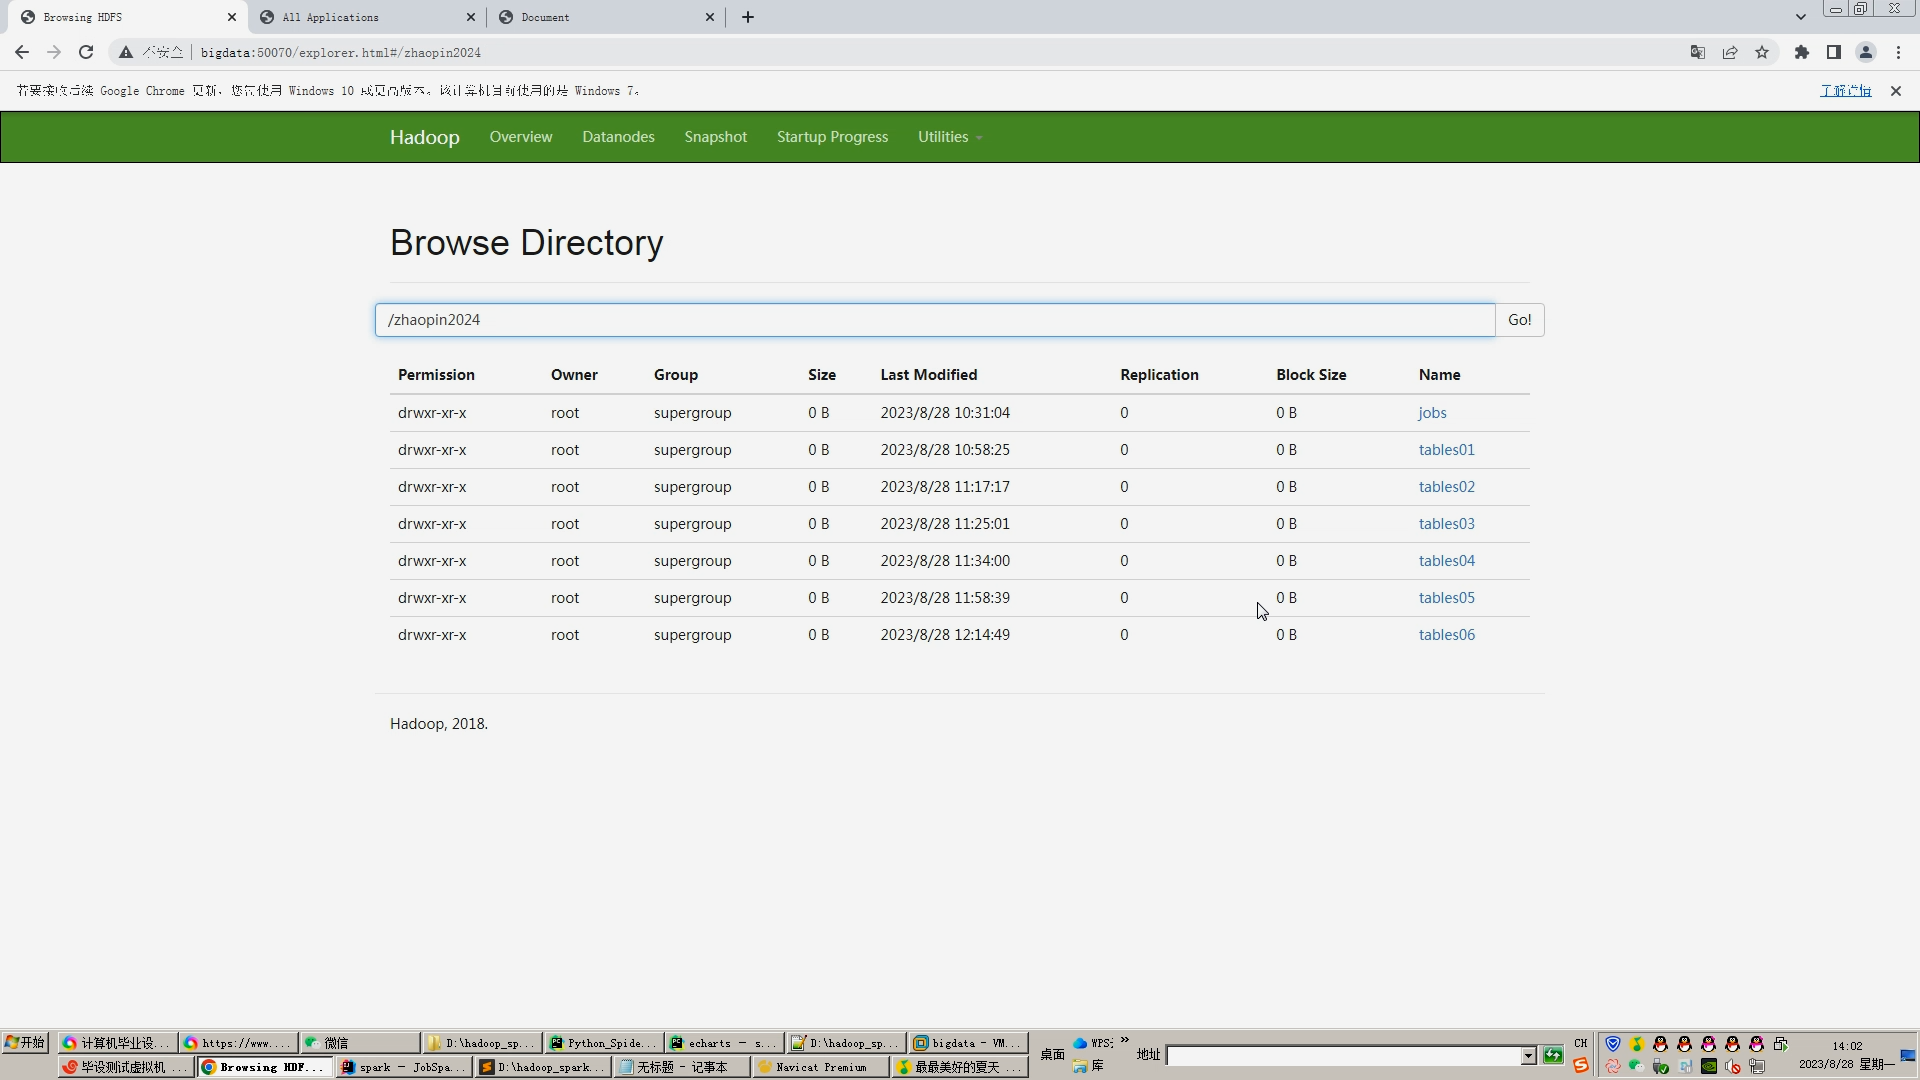 Browsing HDFS
All Applications
Document
不安全
bigdata:50070/explorer.html#/zhaopin2024
若要接收后续 Google Chrome 更新，您需使用 Windows 10 或更高版本。该计算机目前使用的是 Windows 7。
了解详情
Hadoop Overview Datanodes Snapshot Startup Progress Utilities
Browse Directory
/zhaopin2024 Go!
Permission Owner Group Size Last Modified Replication Block Size Name
drwxr-xr-x root supergroup 0 B 2023/8/28 10:31:04 0 0 B jobs
drwxr-xr-x root supergroup 0 B 2023/8/28 10:58:25 0 0 B tables01
drwxr-xr-x root supergroup 0 B 2023/8/28 11:17:17 0 0 B tables02
drwxr-xr-x root supergroup 0 B 2023/8/28 11:25:01 0 0 B tables03
drwxr-xr-x root supergroup 0 B 2023/8/28 11:34:00 0 0 B tables04
drwxr-xr-x root supergroup 0 B 2023/8/28 11:58:39 0 0 B tables05
drwxr-xr-x root supergroup 0 B 2023/8/28 12:14:49 0 0 B tables06
Hadoop, 2018.
开始 计算机毕业设... https://www.... 微信 D:\hadoop_sp... Python_Spide... echarts – s... D:\hadoop_sp... bigdata - VM...
毕设测试虚拟机 ... Browsing HDF... spark – JobSpa... D:\hadoop_spark... 无标题 - 记事本 Navicat Premium 最最美好的夏天 ...
桌面 WPS 库 » 地址
CH
14:02
2023/8/28 星期一